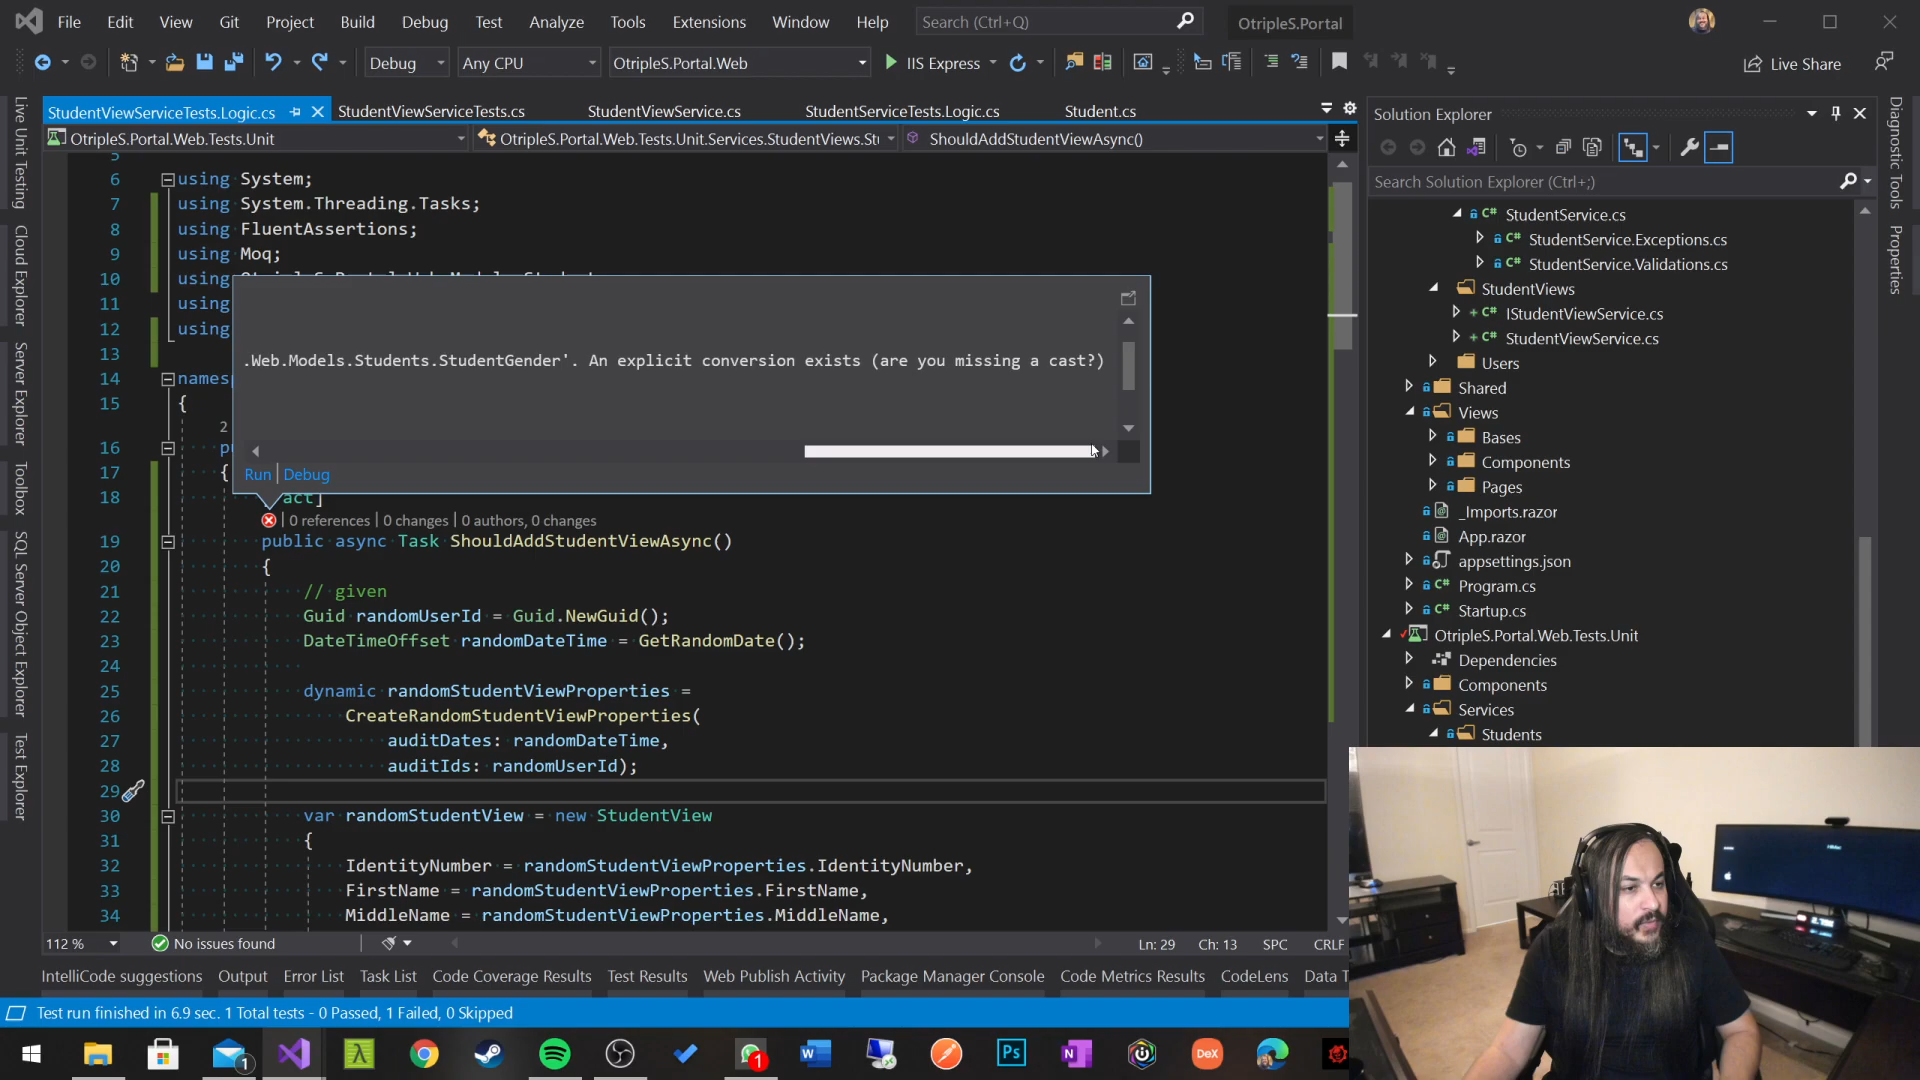 File Edit View Git Project Build Debug Test Analyze Tools Extensions Window Help Search (Ctrl+Q) OtripleS.Portal
Debug Any CPU OtripleS.Portal.Web IIS Express Live Share
StudentViewServiceTests.Logic.cs StudentViewServiceTests.cs StudentViewService.cs StudentServiceTests.Logic.cs Student.cs
OtripleS.Portal.Web.Tests.Unit OtripleS.Portal.Web.Tests.Unit.Services.StudentViews.St ShouldAddStudentViewAsync()
5
6 using System;
7 using System.Threading.Tasks;
8 using FluentAssertions;
9 using Moq;
10 using
11 using
12 using
13
14 names
15 {
2
16 p
17 {
18 act]
.Web.Models.Students.StudentGender'. An explicit conversion exists (are you missing a cast?)
Run | Debug
0 references | 0 changes | 0 authors, 0 changes
19 public async Task ShouldAddStudentViewAsync()
20 {
21 // given
22 Guid randomUserId = Guid.NewGuid();
23 DateTimeOffset randomDateTime = GetRandomDate();
24
25 dynamic randomStudentViewProperties =
26 CreateRandomStudentViewProperties(
27 auditDates: randomDateTime,
28 auditIds: randomUserId);
29
30 var randomStudentView = new StudentView
31 {
32 IdentityNumber = randomStudentViewProperties.IdentityNumber,
33 FirstName = randomStudentViewProperties.FirstName,
34 MiddleName = randomStudentViewProperties.MiddleName,
112 % No issues found Ln: 29 Ch: 13 SPC CRLF
IntelliCode suggestions Output Error List Task List Code Coverage Results Test Results Web Publish Activity Package Manager Console Code Metrics Results CodeLens Data T
Test run finished in 6.9 sec. 1 Total tests - 0 Passed, 1 Failed, 0 Skipped
Live Unit Testing
Cloud Explorer
Server Explorer
Toolbox
SQL Server Object Explorer
Test Explorer
Solution Explorer
Search Solution Explorer (Ctrl+;)
C# StudentService.cs
C# StudentService.Exceptions.cs
C# StudentService.Validations.cs
StudentViews
C# IStudentViewService.cs
C# StudentViewService.cs
Users
Shared
Views
Bases
Components
Pages
_Imports.razor
App.razor
appsettings.json
C# Program.cs
C# Startup.cs
OtripleS.Portal.Web.Tests.Unit
Dependencies
Components
Services
Students
Diagnostic Tools
Properties
1
1
Ps
DeX